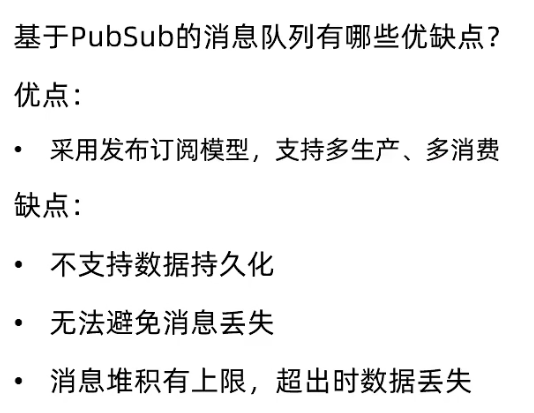 基于PubSub的消息队列有哪些优缺点？
优点：
• 采用发布订阅模型，支持多生产、多消费
缺点：
• 不支持数据持久化
• 无法避免消息丢失
• 消息堆积有上限，超出时数据丢失